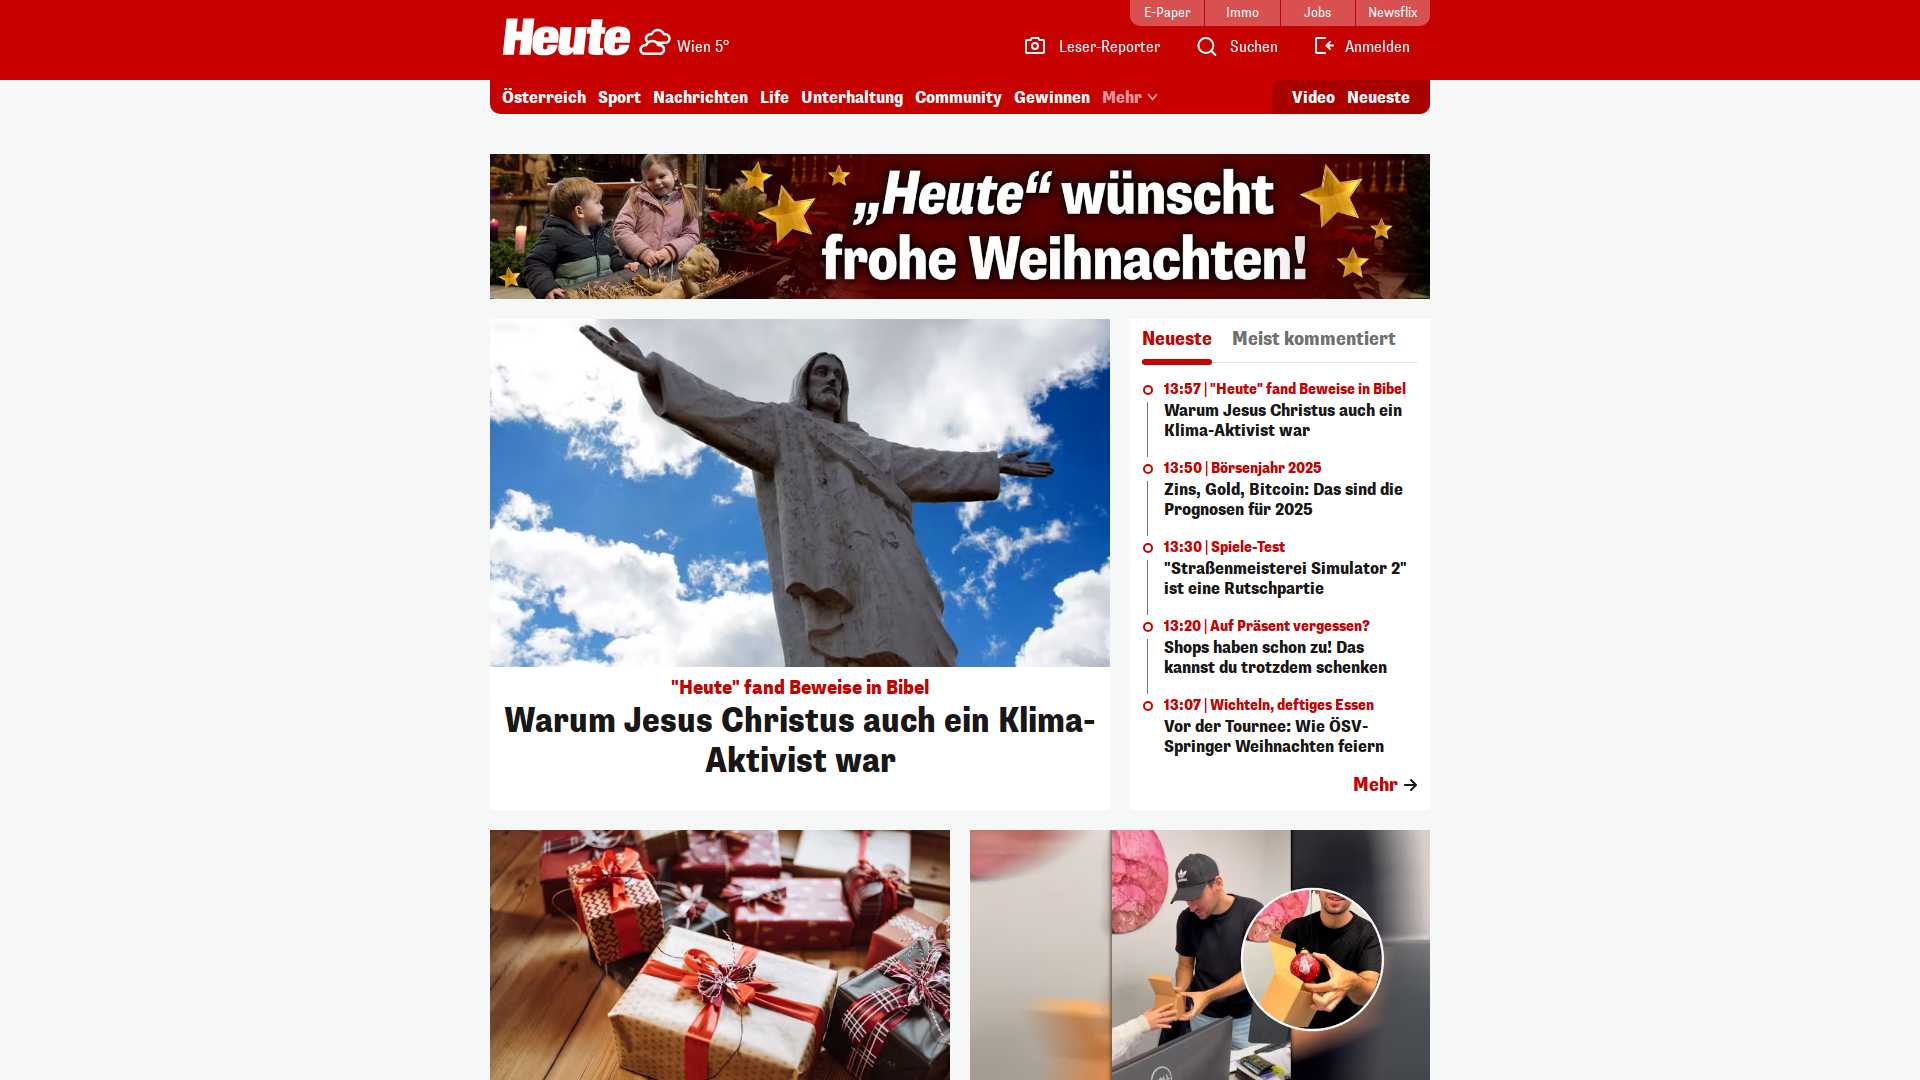 E-Paper
Immo
Jobs
Newsflix
Heute
Wien 5°
Leser-Reporter
Suchen
Anmelden
Österreich
Sport
Nachrichten
Life
Unterhaltung
Community
Gewinnen
Mehr
Video
Neueste
„Heute“ wünscht
frohe Weihnachten!
"Heute" fand Beweise in Bibel
Warum Jesus Christus auch ein Klima-
Aktivist war
Neueste
Meist kommentiert
13:57 | "Heute" fand Beweise in Bibel
Warum Jesus Christus auch ein
Klima-Aktivist war
13:50 | Börsenjahr 2025
Zins, Gold, Bitcoin: Das sind die
Prognosen für 2025
13:30 | Spiele-Test
"Straßenmeisterei Simulator 2"
ist eine Rutschpartie
13:20 | Auf Präsent vergessen?
Shops haben schon zu! Das
kannst du trotzdem schenken
13:07 | Wichteln, deftiges Essen
Vor der Tournee: Wie ÖSV-
Springer Weihnachten feiern
Mehr